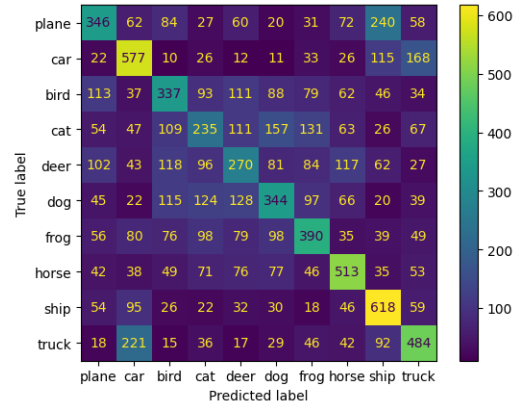 plane 346 62 84 27 60 20 31 72 240 58
car 22 577 10 26 12 11 33 26 115 168
bird 113 37 337 93 111 88 79 62 46 34
cat 54 47 109 235 111 157 131 63 26 67
deer 102 43 118 96 270 81 84 117 62 27
dog 45 22 115 124 128 344 97 66 20 39
frog 56 80 76 98 79 98 390 35 39 49
horse 42 38 49 71 76 77 46 513 35 53
ship 54 95 26 22 32 30 18 46 618 59
truck 18 221 15 36 17 29 46 42 92 484
plane car bird cat deer dog frog horse ship truck
Predicted label
True label
600
500
400
300
200
100